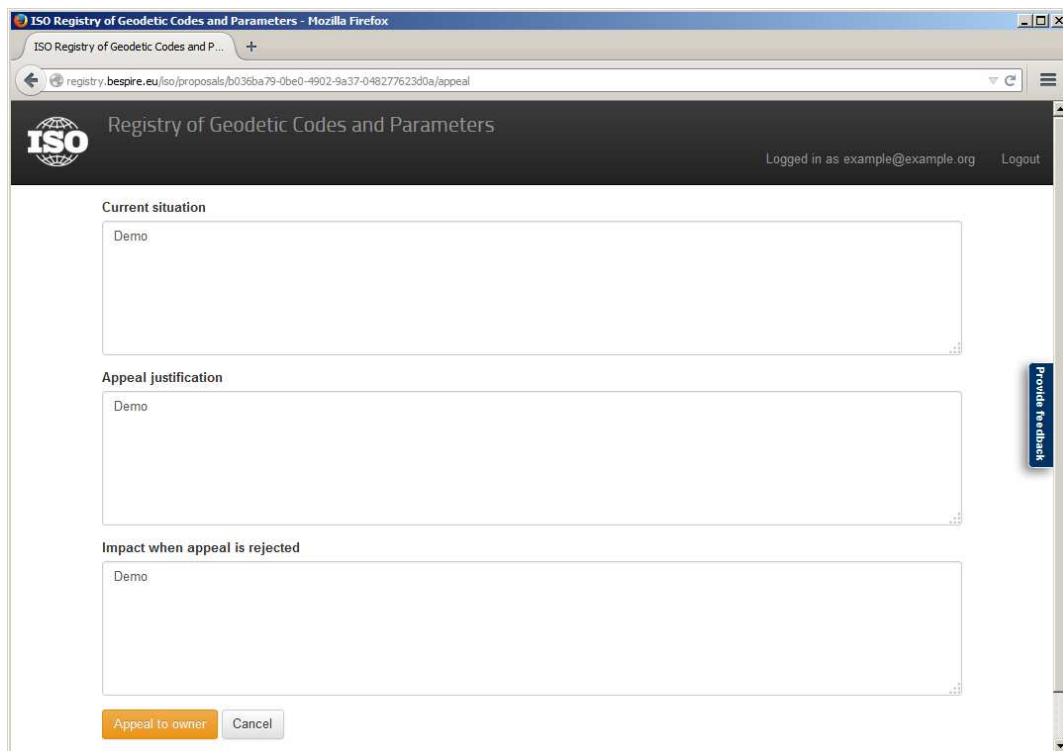 ISO Registry of Geodetic Codes and Parameters - Mozilla Firefox
ISO Registry of Geodetic Codes and P...
registry.bespire.eu/iso/proposals/b036ba79-0be0-4902-9a37-048277623d0a/appeal
ISO
Registry of Geodetic Codes and Parameters
Logged in as example@example.org Logout
Current situation
Demo
Appeal justification
Demo
Provide feedback
Impact when appeal is rejected
Demo
Appeal to owner Cancel